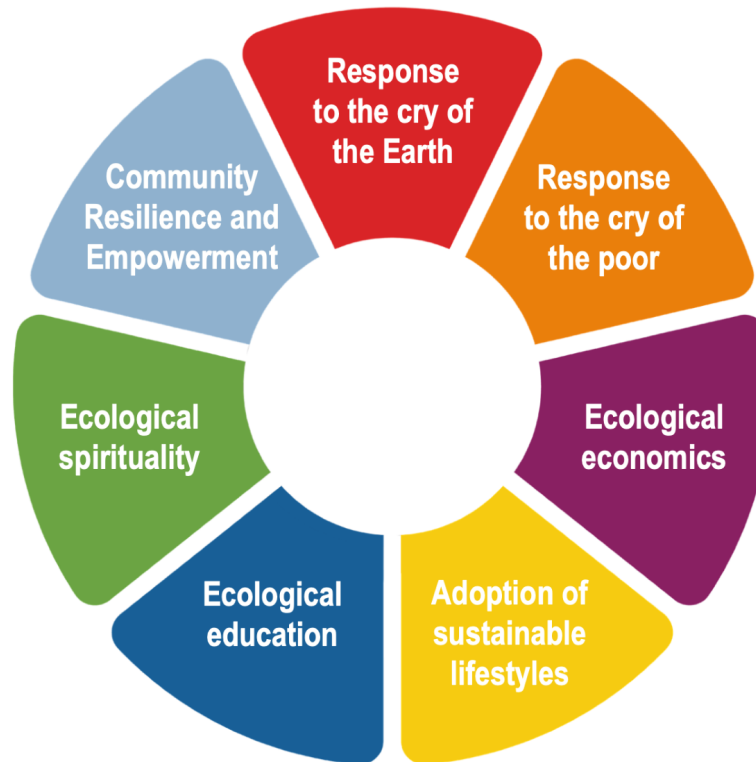 Response
to the cry of
the Earth
Response
to the cry of
the poor
Ecological
economics
Adoption of
sustainable
lifestyles
Ecological
education
Ecological
spirituality
Community
Resilience and
Empowerment